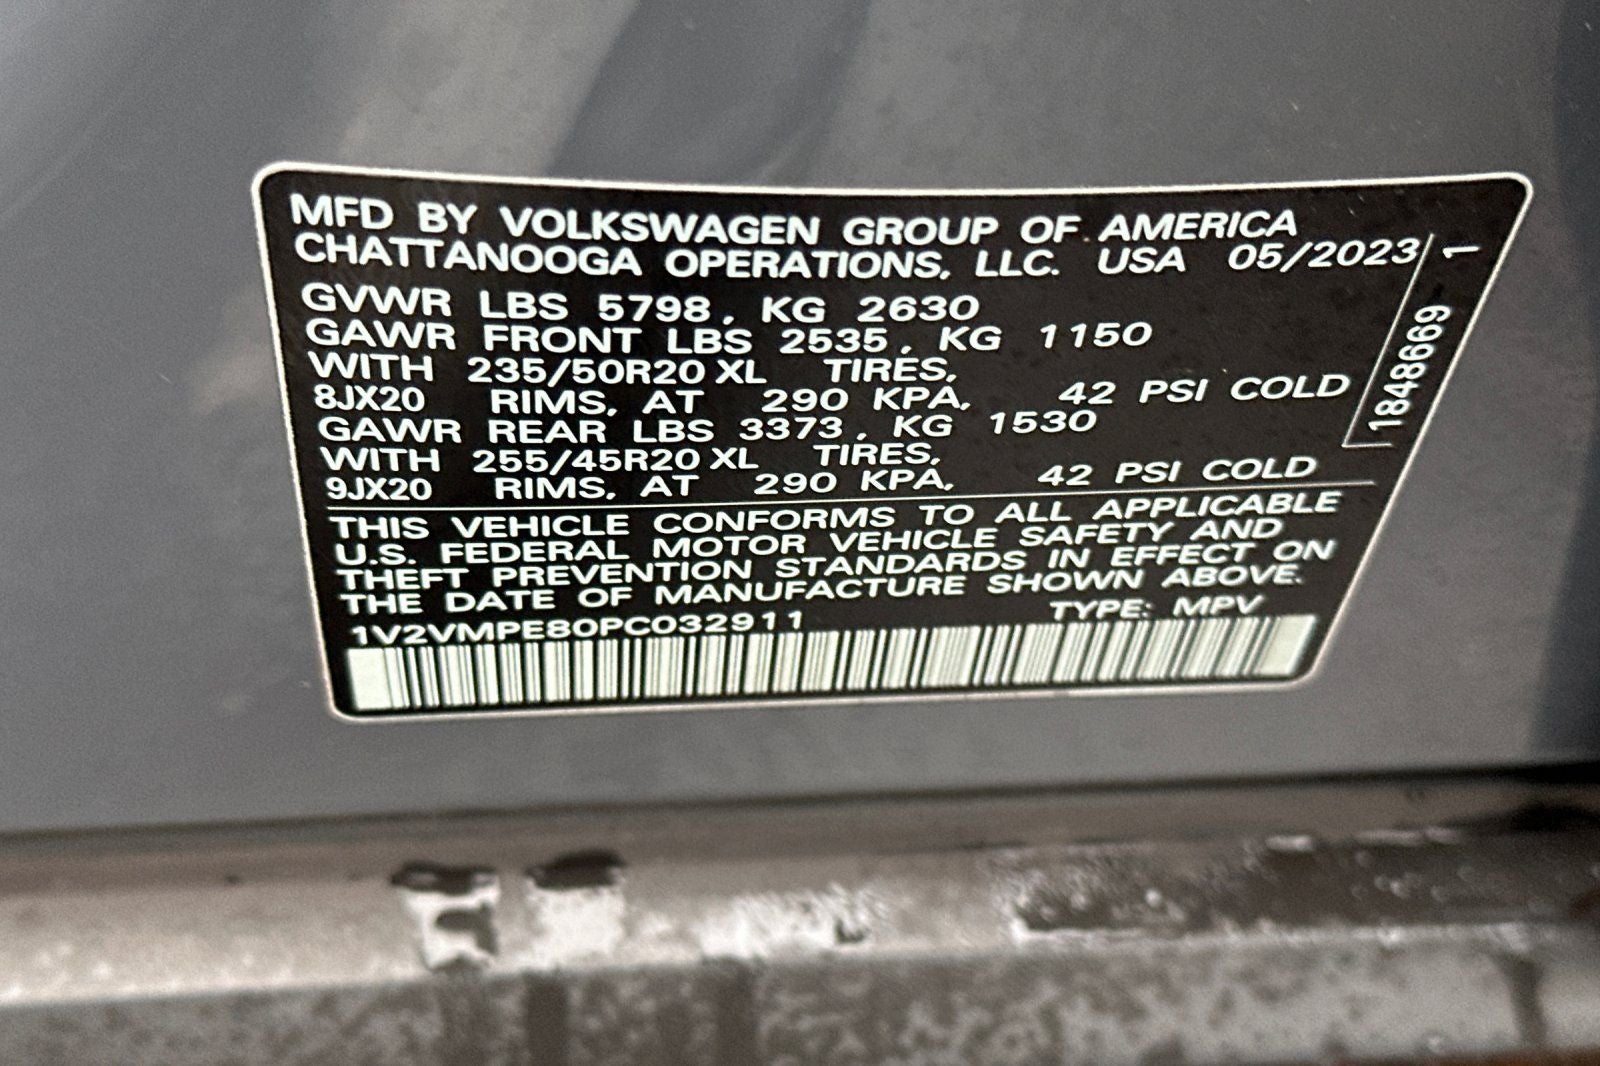 MFD BY VOLKSWAGEN GROUP OF AMERICA
CHATTANOOGA OPERATIONS, LLC. USA 05/2023
GVWR LBS 5798, KG 2630
GAWR FRONT LBS 2535, KG 1150
WITH 235/50R20 XL TIRES,
8JX20 RIMS, AT 290 KPA, 42 PSI COLD
GAWR REAR LBS 3373, KG 1530
WITH 255/45R20 XL TIRES,
9JX20 RIMS, AT 290 KPA, 42 PSI COLD
THIS VEHICLE CONFORMS TO ALL APPLICABLE
U.S. FEDERAL MOTOR VEHICLE SAFETY AND
THEFT PREVENTION STANDARDS IN EFFECT ON
THE DATE OF MANUFACTURE SHOWN ABOVE.
1V2VMPE80PC032911 TYPE: MPV
1848669 1